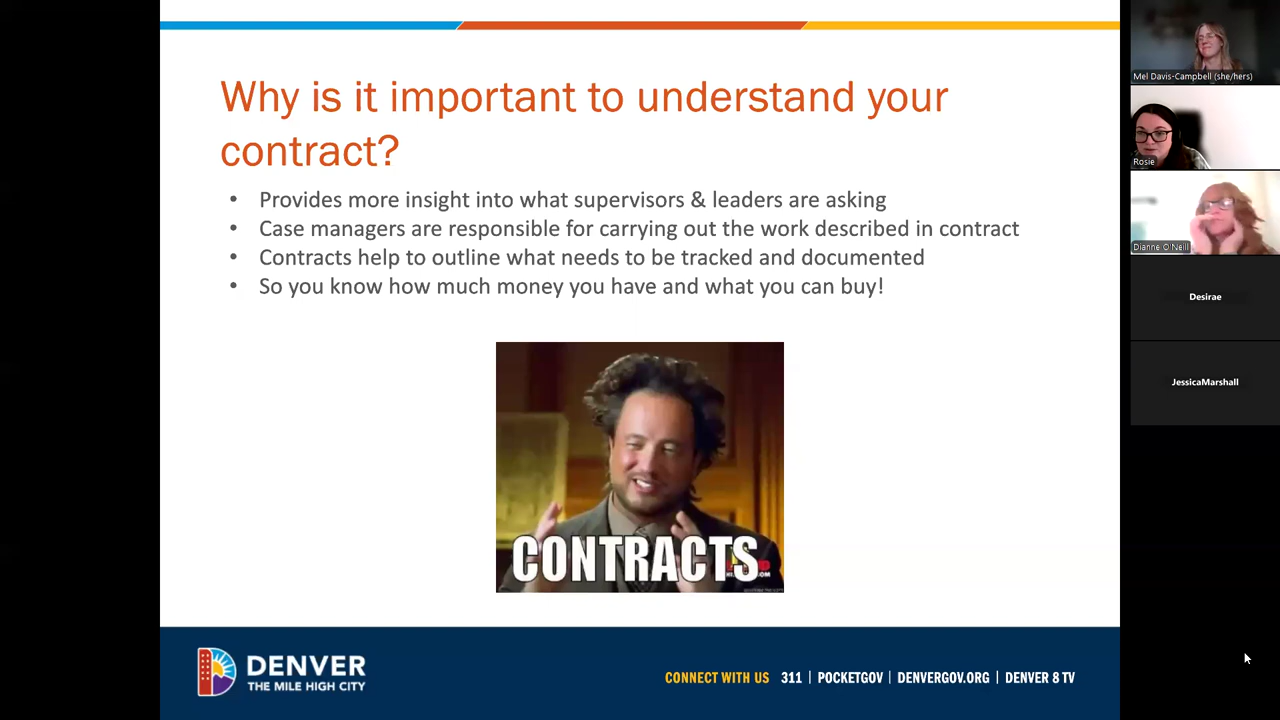 Why is it important to understand your
contract?
• Provides more insight into what supervisors & leaders are asking
• Case managers are responsible for carrying out the work described in contract
• Contracts help to outline what needs to be tracked and documented
• So you know how much money you have and what you can buy!
CONTRACTS
DENVER
THE MILE HIGH CITY
CONNECT WITH US 311 | POCKETGOV | DENVERGOV.ORG | DENVER 8 TV
Mel Davis-Campbell (she/hers)
Rosie
Dianne O'Neill
Desirae
JessicaMarshall